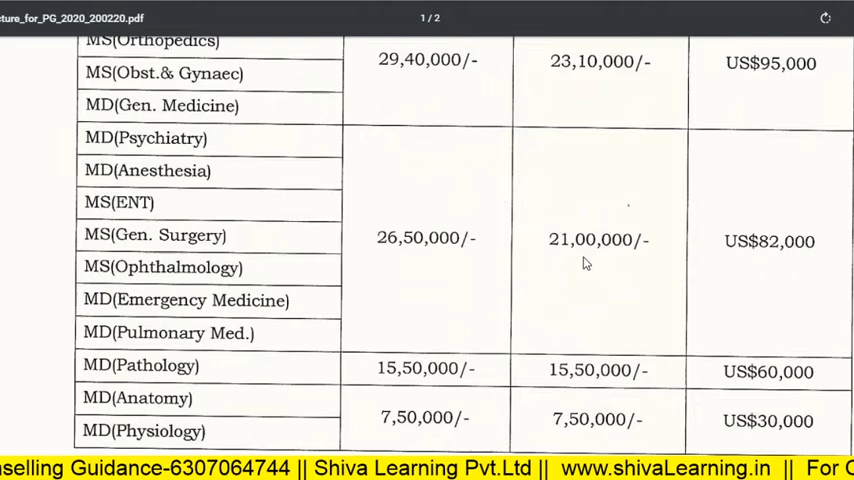 cture_for_PG_2020_200220.pdf 1 / 2
MS(Orthopedics)
MS(Obst.& Gynaec) 29,40,000/- 23,10,000/- US$95,000
MD(Gen. Medicine)
MD(Psychiatry)
MD(Anesthesia)
MS(ENT)
MS(Gen. Surgery) 26,50,000/- 21,00,000/- US$82,000
MS(Ophthalmology)
MD(Emergency Medicine)
MD(Pulmonary Med.)
MD(Pathology) 15,50,000/- 15,50,000/- US$60,000
MD(Anatomy)
MD(Physiology) 7,50,000/- 7,50,000/- US$30,000
nselling Guidance-6307064744 || Shiva Learning Pvt.Ltd || www.shivaLearning.in || For C